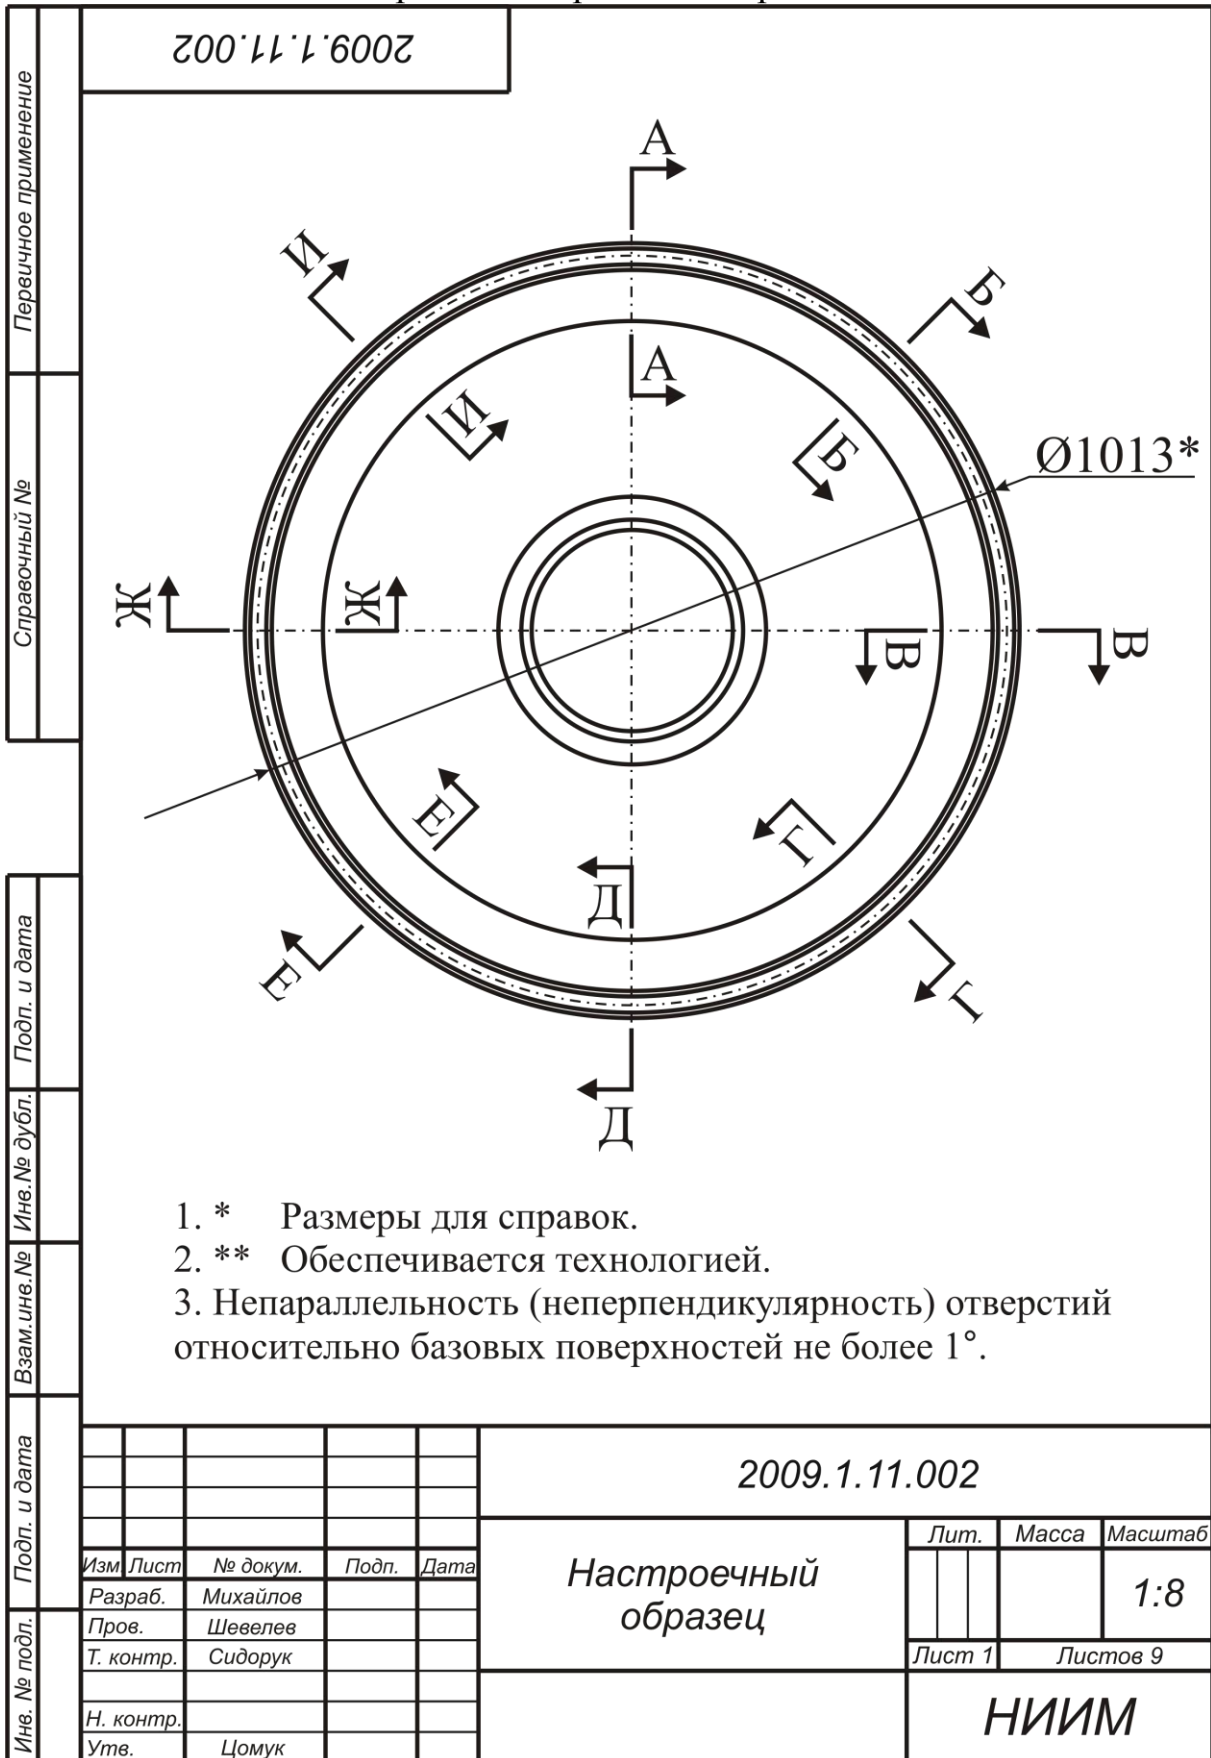 2009.1.11.002
Первичное применение
Справочный №
Подп. и дата
Инв.№ дубл.
Взам.инв.№
Подп. и дата
Инв. № подл.
А
И
Б
А
И
Б
Ø1013*
Ж
Ж
В
В
Е
Г
Д
Е
Г
Д
1. * Размеры для справок.
2. ** Обеспечивается технологией.
3. Непараллельность (неперпендикулярность) отверстий
относительно базовых поверхностей не более 1°.
2009.1.11.002
Изм Лист № докум. Подп. Дата
Разраб. Михайлов
Пров. Шевелев
Т. контр. Сидорук
Н. контр.
Утв. Цомук
Настроечный
образец
Лит. Масса Масштаб
1:8
Лист 1 Листов 9
НИИМ